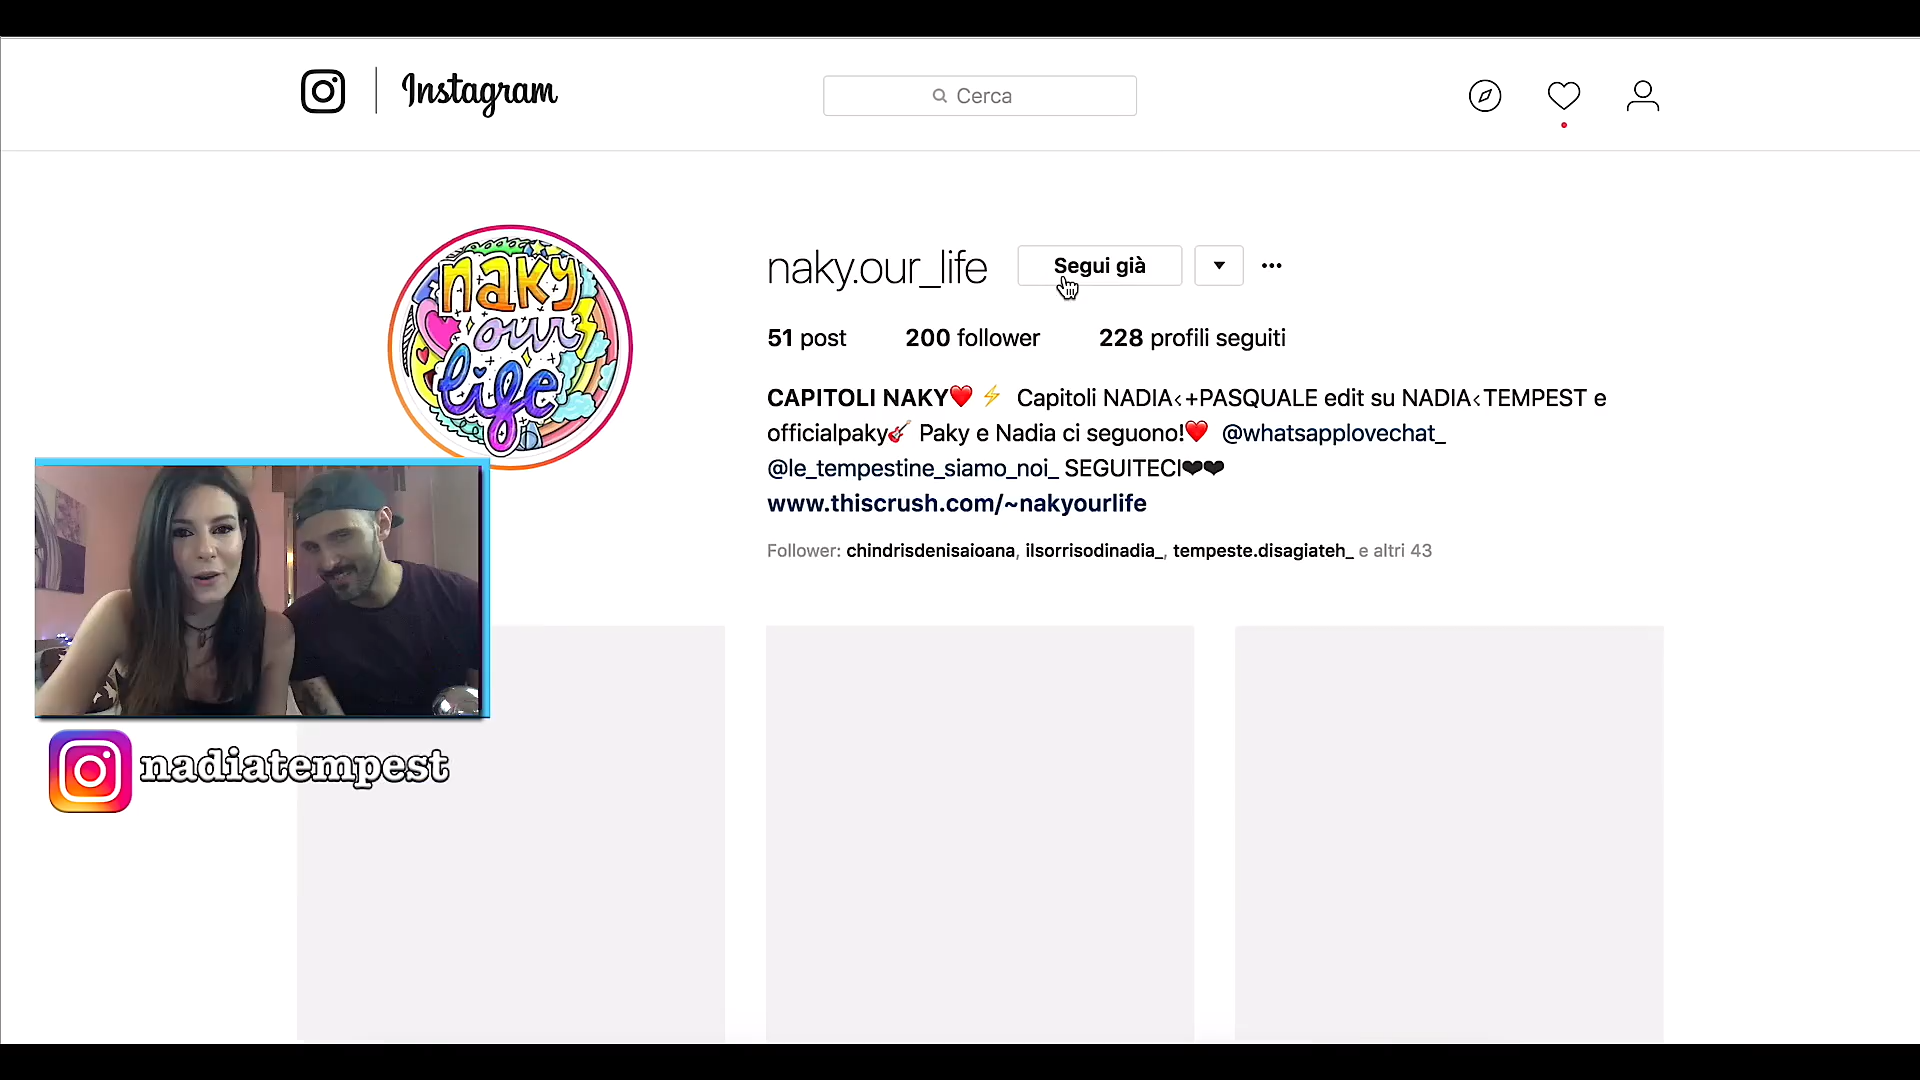 Instagram
Cerca
naky
our
life
naky.our_life
Segui già
51 post 200 follower 228 profili seguiti
CAPITOLI NAKY❤️⚡ Capitoli NADIA‹+PASQUALE edit su NADIA‹TEMPEST e
officialpaky🎸 Paky e Nadia ci seguono!❤️ @whatsapplovechat_
@le_tempestine_siamo_noi_ SEGUITECI❤❤
www.thiscrush.com/~nakyourlife
Follower: chindrisdenisaioana, ilsorrisodinadia_, tempeste.disagiateh_ e altri 43
nadiatempest